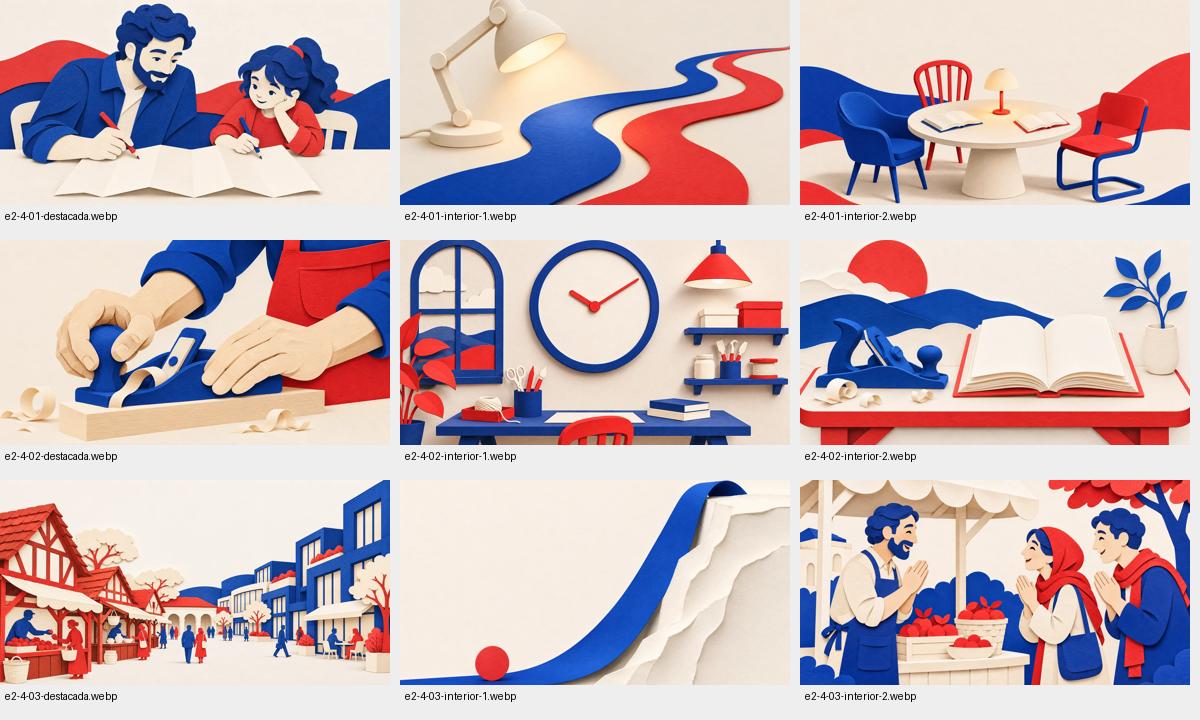 e2-4-01-destacada.webp
e2-4-01-interior-1.webp
e2-4-01-interior-2.webp
e2-4-02-destacada.webp
e2-4-02-interior-1.webp
e2-4-02-interior-2.webp
e2-4-03-destacada.webp
e2-4-03-interior-1.webp
e2-4-03-interior-2.webp